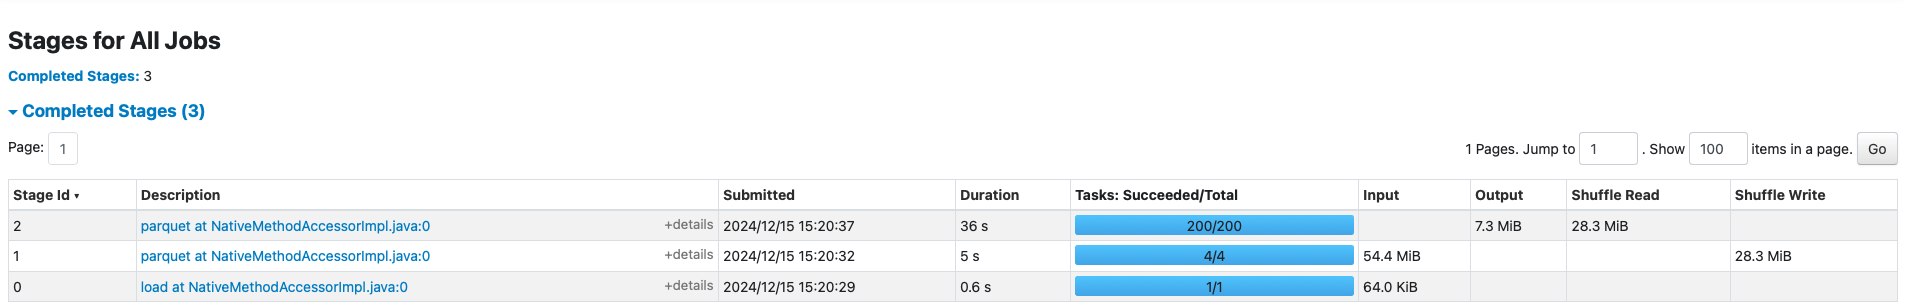 Stages for All Jobs
Completed Stages: 3
Completed Stages (3)
Page: 1 1 Pages. Jump to 1 . Show 100 items in a page. Go
Stage Id Description Submitted Duration Tasks: Succeeded/Total Input Output Shuffle Read Shuffle Write
2 parquet at NativeMethodAccessorImpl.java:0 +details 2024/12/15 15:20:37 36 s 200/200 7.3 MiB 28.3 MiB
1 parquet at NativeMethodAccessorImpl.java:0 +details 2024/12/15 15:20:32 5 s 4/4 54.4 MiB 28.3 MiB
0 load at NativeMethodAccessorImpl.java:0 +details 2024/12/15 15:20:29 0.6 s 1/1 64.0 KiB